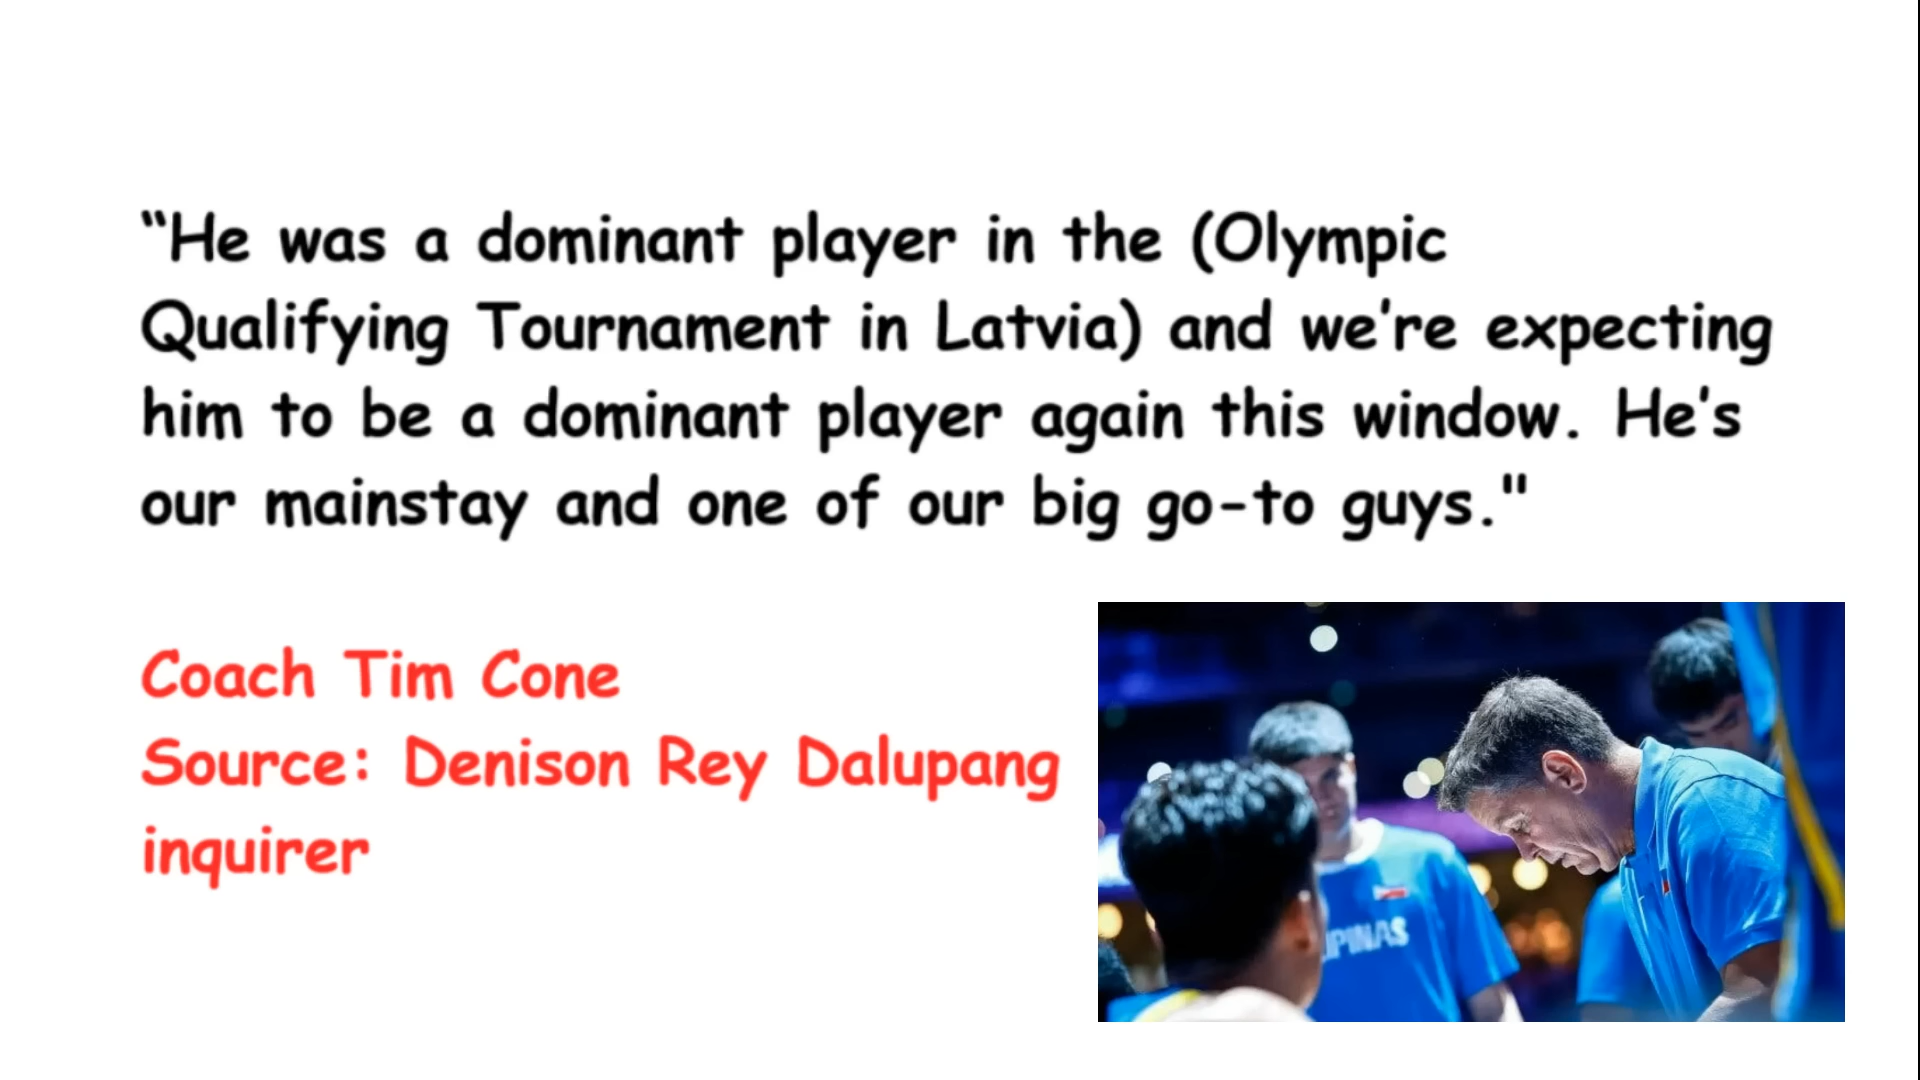 “He was a dominant player in the (Olympic
Qualifying Tournament in Latvia) and we’re expecting
him to be a dominant player again this window. He’s
our mainstay and one of our big go-to guys."
Coach Tim Cone
Source: Denison Rey Dalupang
inquirer
IPINAS